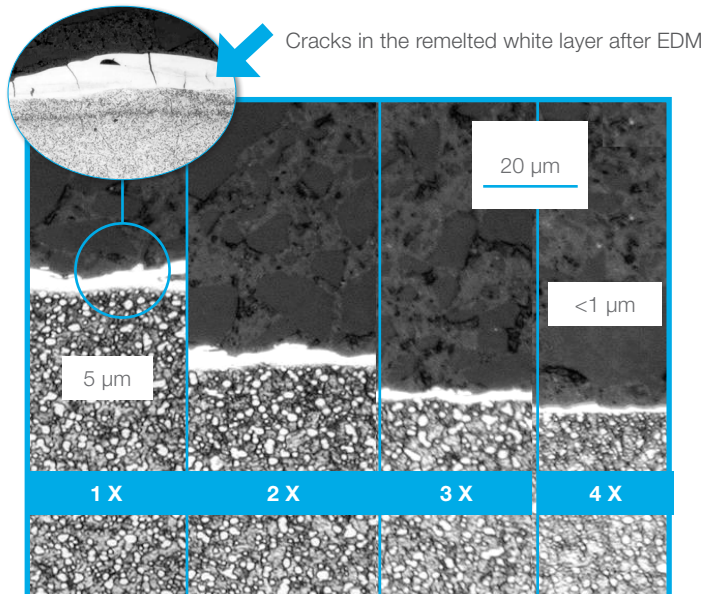 Cracks in the remelted white layer after EDM
20 µm
<1 µm
5 µm
1 X
2 X
3 X
4 X